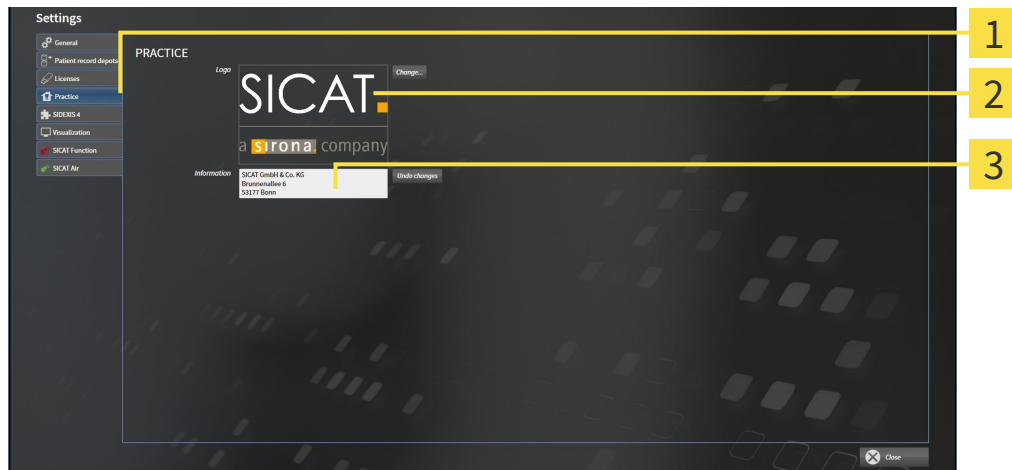 Settings
General
Patient record depots
Licenses
Practice
SIDEXIS 4
Visualization
SICAT Function
SICAT Air
PRACTICE
Logo
SICAT.
a sirona. company
Change...
Information
SICAT GmbH & Co. KG
Brunnenallee 6
53177 Bonn
Undo changes
Close
1
2
3